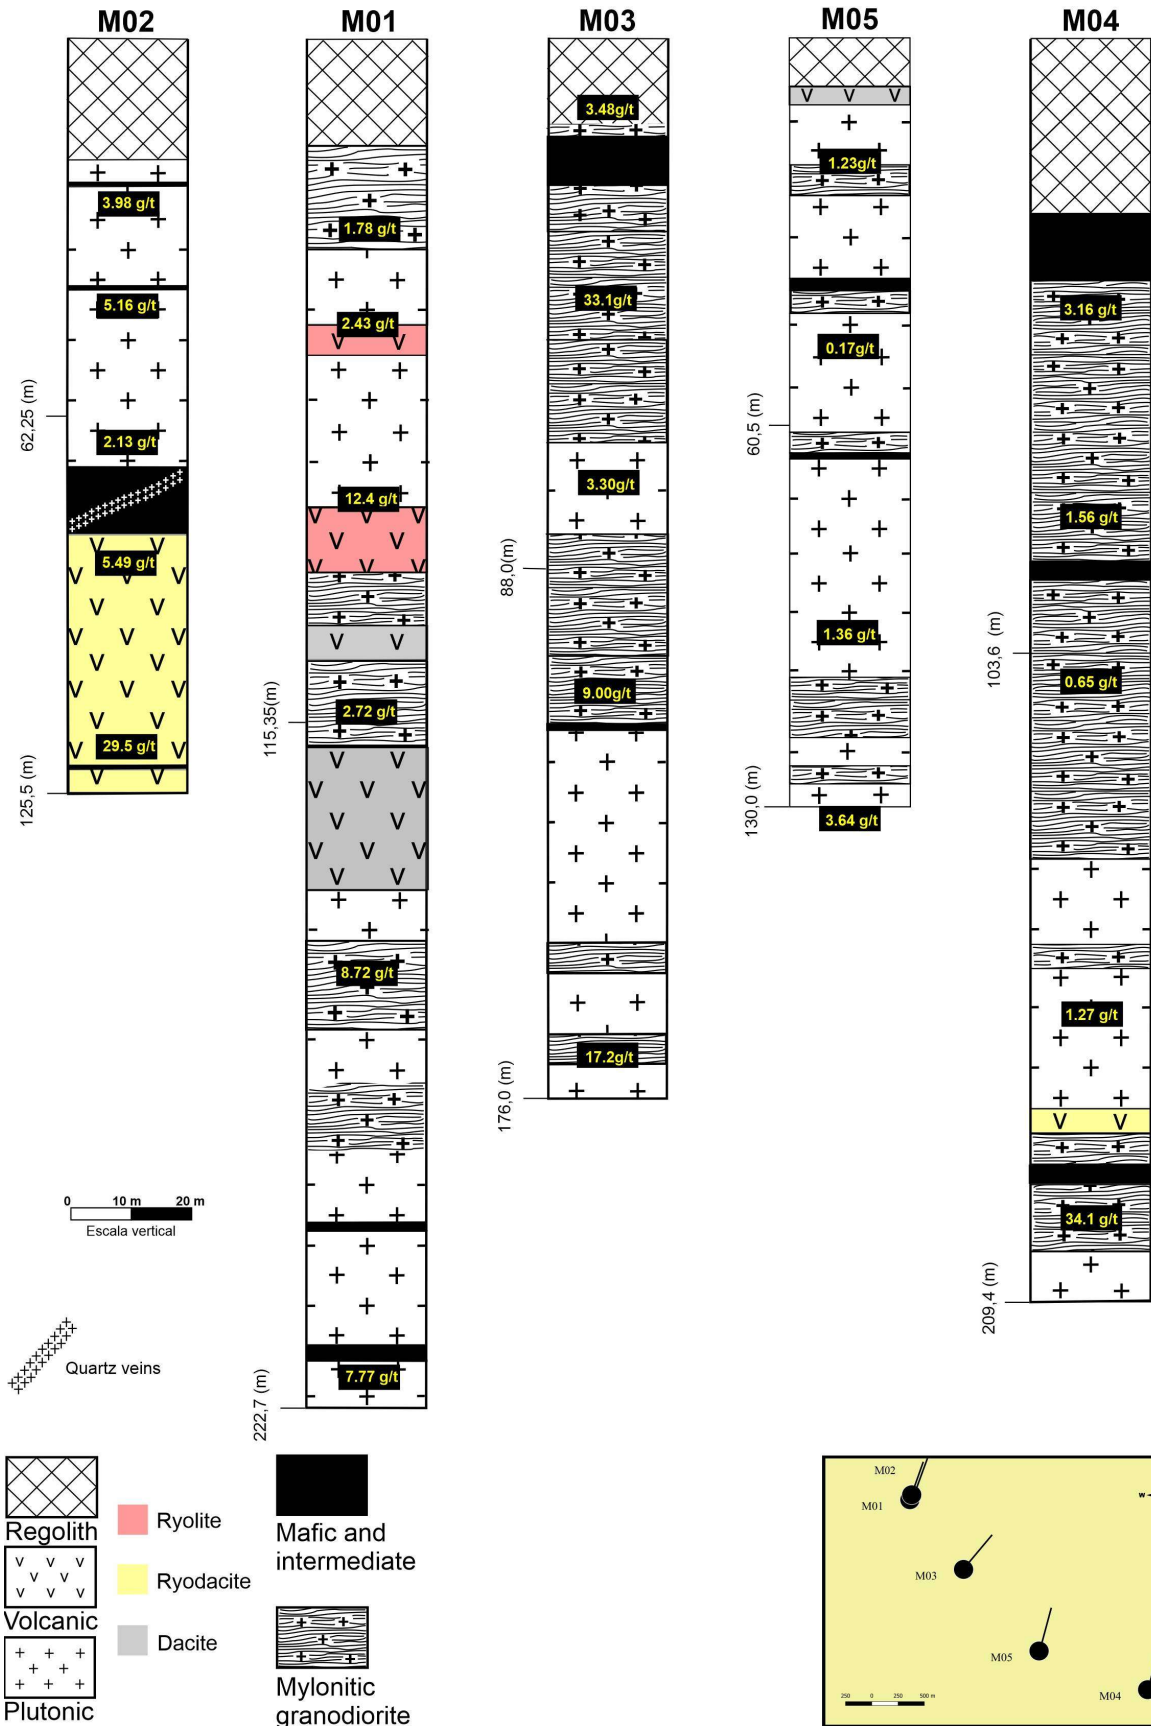 M02
M01
M03
M05
M04
3.98 g/t
5.16 g/t
62,25 (m)
2.13 g/t
5.49 g/t
29.5 g/t
125,5 (m)
1.78 g/t
2.43 g/t
12.4 g/t
115,35(m)
2.72 g/t
8.72 g/t
7.77 g/t
222,7 (m)
3.48g/t
33.1g/t
3.30g/t
88,0(m)
9.00g/t
17.2g/t
176,0 (m)
1.23g/t
0.17g/t
60,5 (m)
1.36 g/t
130,0 (m)
3.64 g/t
3.16 g/t
1.56 g/t
103,6 (m)
0.65 g/t
1.27 g/t
34.1 g/t
209,4 (m)
0 10 m 20 m
Escala vertical
Quartz veins
Regolith
Volcanic
Plutonic
Ryolite
Ryodacite
Dacite
Mafic and
intermediate
Mylonitic
granodiorite
M02
M01
W
M03
M05
M04
250 0 250 500 m